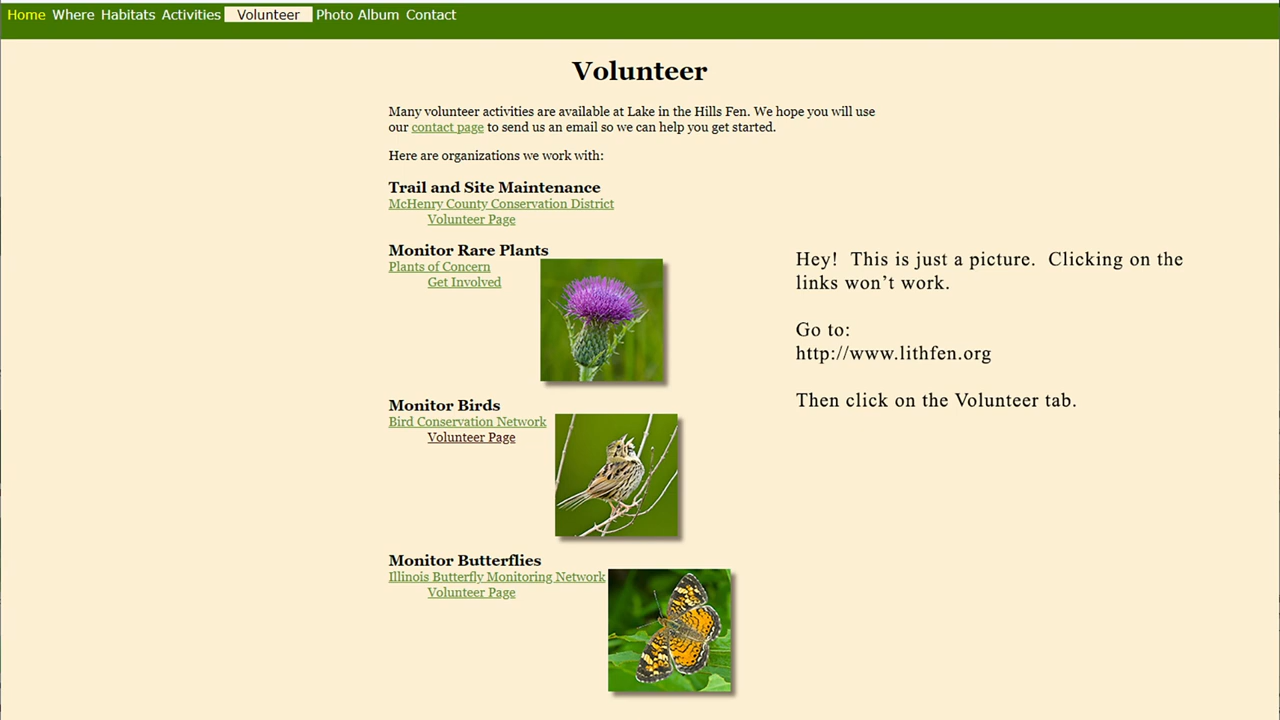 Home Where Habitats Activities Volunteer Photo Album Contact
Volunteer
Many volunteer activities are available at Lake in the Hills Fen. We hope you will use
our contact page to send us an email so we can help you get started.
Here are organizations we work with:
Trail and Site Maintenance
McHenry County Conservation District
Volunteer Page
Monitor Rare Plants
Plants of Concern
Get Involved
Monitor Birds
Bird Conservation Network
Volunteer Page
Monitor Butterflies
Illinois Butterfly Monitoring Network
Volunteer Page
Hey!  This is just a picture.  Clicking on the
links won’t work.
Go to:
http://www.lithfen.org
Then click on the Volunteer tab.